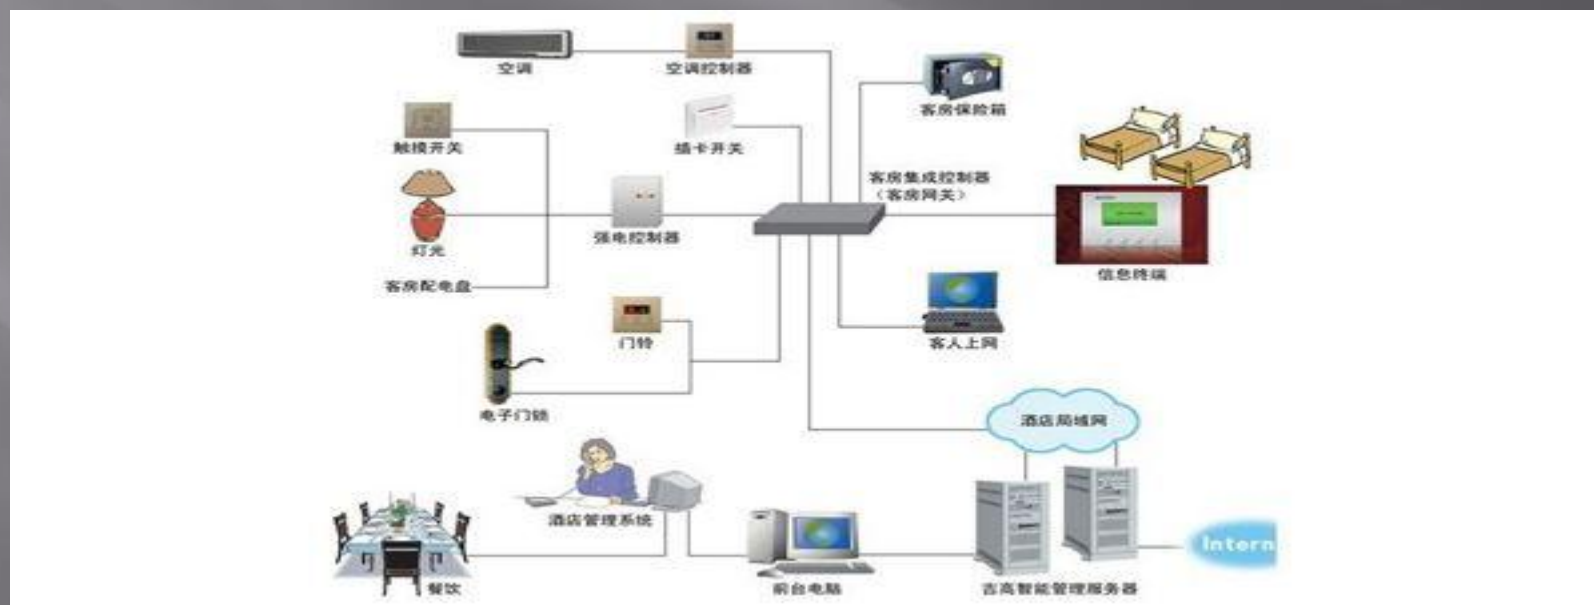 空调
空调控制器
客房保险箱
触摸开关
插卡开关
客房集成控制器
（客房网关）
强电控制器
灯光
信息终端
客房配电盘
门铃
客人上网
电子门锁
酒店局域网
酒店管理系统
Intern
餐饮
前台电脑
古高智能管理服务器